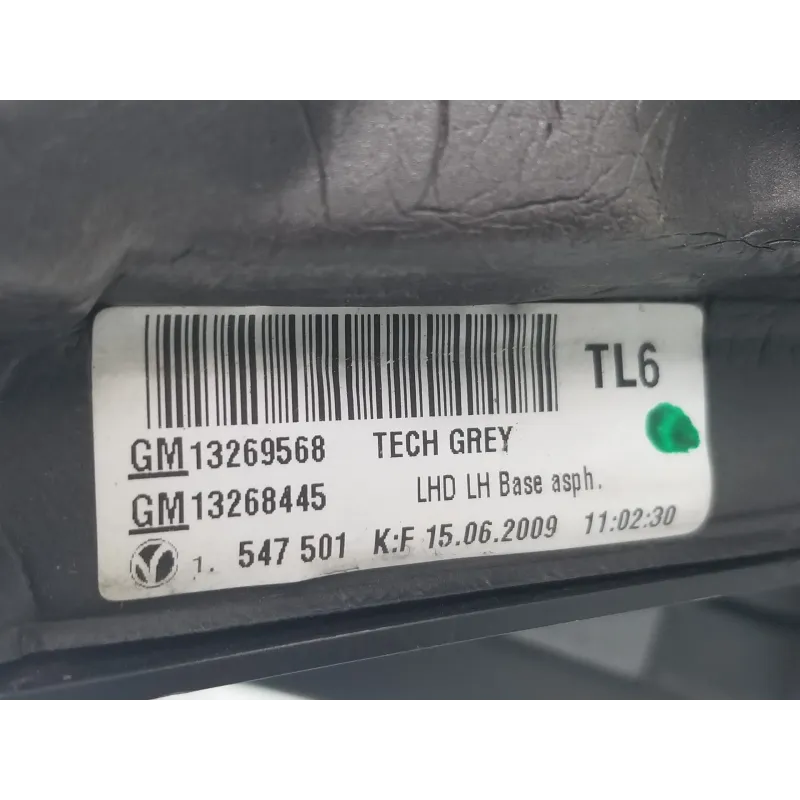 TL6
GM13269568 TECH GREY
GM13268445 LHD LH Base asph.
1. 547 501 K:F 15.06.2009 11:02:30